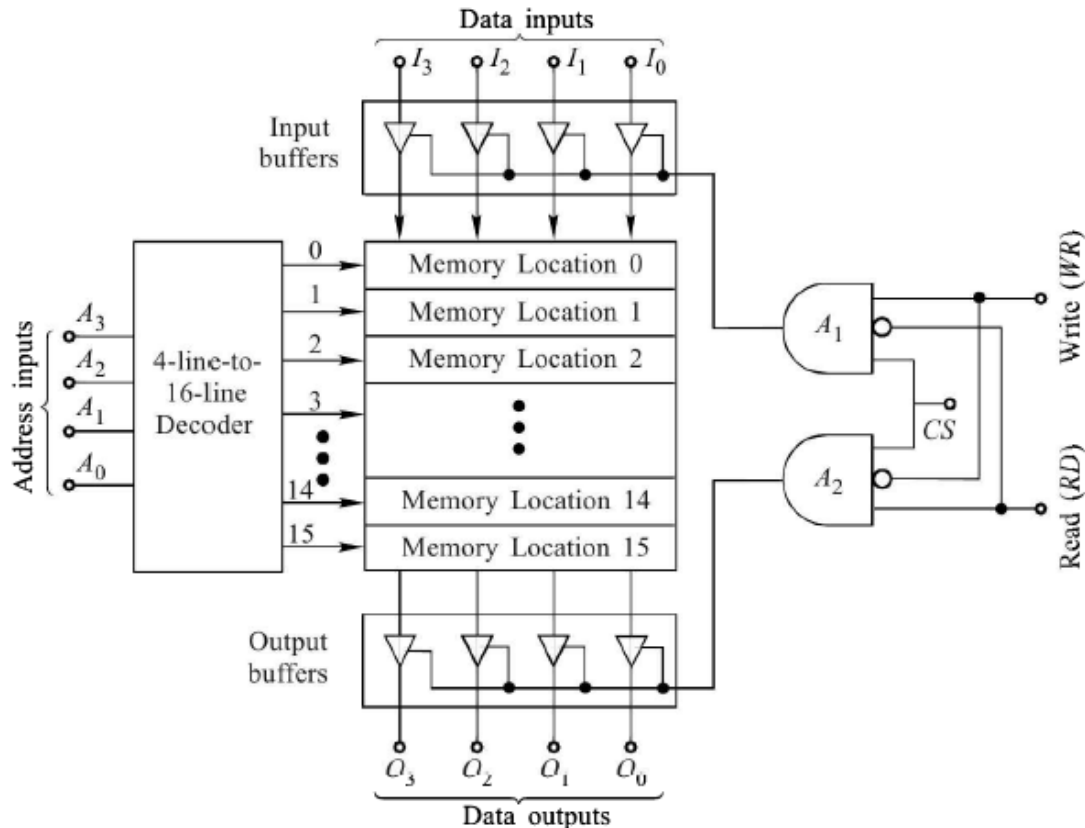 Data inputs
I3 I2 I1 I0
Input buffers
Address inputs
A3
A2
A1
A0
4-line-to-16-line Decoder
0
1
2
3
14
15
Memory Location 0
Memory Location 1
Memory Location 2
Memory Location 14
Memory Location 15
A1
A2
CS
Write (WR)
Read (RD)
Output buffers
O3 O2 O1 O0
Data outputs